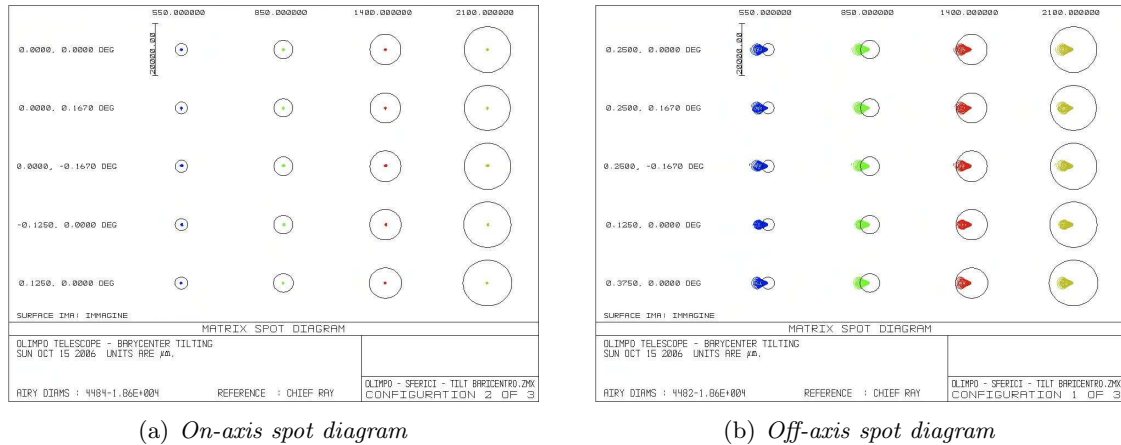 550.000000 850.000000 1400.000000 2100.000000
0.0000, 0.0000 DEG
20000.00
0.0000, 0.1670 DEG
0.0000, -0.1670 DEG
-0.1250, 0.0000 DEG
0.1250, 0.0000 DEG
SURFACE IMA: IMMAGINE
MATRIX SPOT DIAGRAM
OLIMPO TELESCOPE - BARYCENTER TILTING
SUN OCT 15 2006 UNITS ARE µm.
AIRY DIAMS : 4484-1.86E+004 REFERENCE : CHIEF RAY
OLIMPO - SFERICI - TILT BARICENTRO.ZMX
CONFIGURATION 2 OF 3
(a) On-axis spot diagram
550.000000 850.000000 1400.000000 2100.000000
0.2500, 0.0000 DEG
20000.00
0.2500, 0.1670 DEG
0.2500, -0.1670 DEG
0.1250, 0.0000 DEG
0.3750, 0.0000 DEG
SURFACE IMA: IMMAGINE
MATRIX SPOT DIAGRAM
OLIMPO TELESCOPE - BARYCENTER TILTING
SUN OCT 15 2006 UNITS ARE µm.
AIRY DIAMS : 4482-1.86E+004 REFERENCE : CHIEF RAY
OLIMPO - SFERICI - TILT BARICENTRO.ZMX
CONFIGURATION 1 OF 3
(b) Off-axis spot diagram